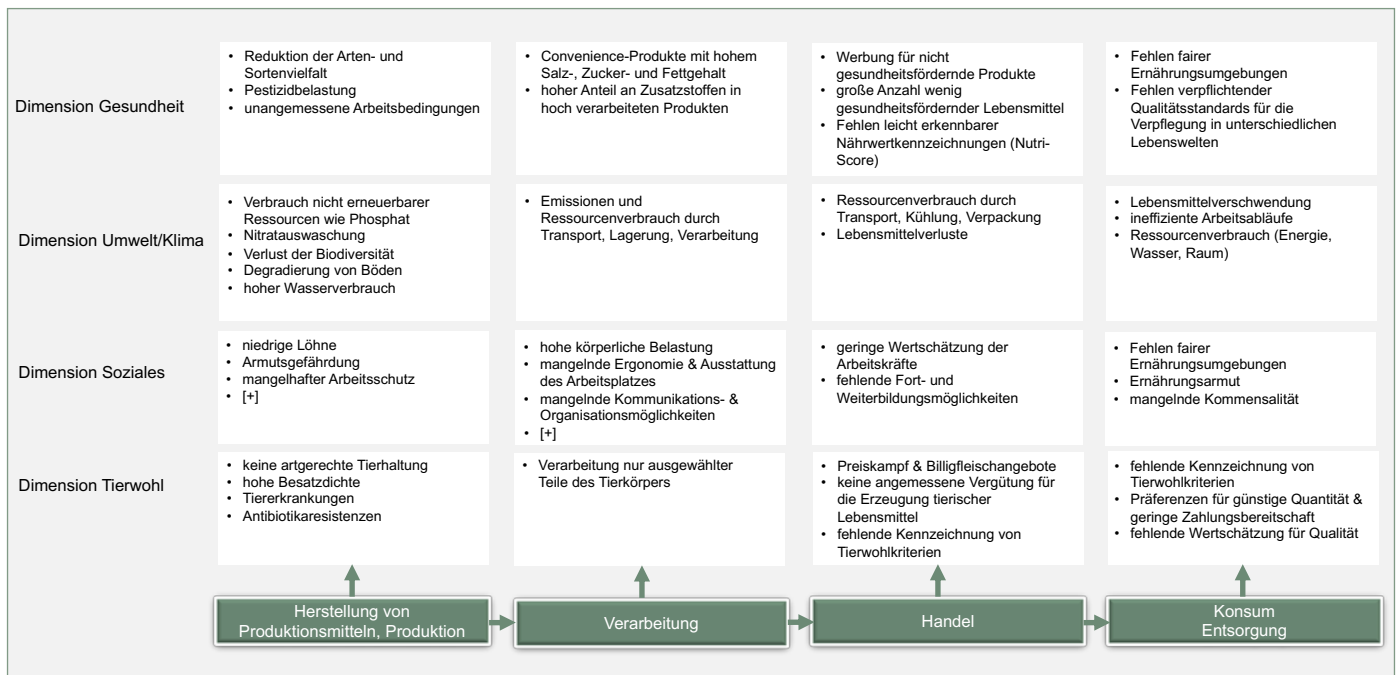 Dimension Gesundheit
• Reduktion der Arten- und
Sortenvielfalt
• Pestizidbelastung
• unangemessene Arbeitsbedingungen
• Convenience-Produkte mit hohem
Salz-, Zucker- und Fettgehalt
• hoher Anteil an Zusatzstoffen in
hoch verarbeiteten Produkten
• Werbung für nicht
gesundheitsfördernde Produkte
• große Anzahl wenig
gesundheitsfördernder Lebensmittel
• Fehlen leicht erkennbarer
Nährwertkennzeichnungen (Nutri-
Score)
• Fehlen fairer
Ernährungsumgebungen
• Fehlen verpflichtender
Qualitätsstandards für die
Verpflegung in unterschiedlichen
Lebenswelten
Dimension Umwelt/Klima
• Verbrauch nicht erneuerbarer
Ressourcen wie Phosphat
• Nitratauswaschung
• Verlust der Biodiversität
• Degradierung von Böden
• hoher Wasserverbrauch
• Emissionen und
Ressourcenverbrauch durch
Transport, Lagerung, Verarbeitung
• Ressourcenverbrauch durch
Transport, Kühlung, Verpackung
• Lebensmittelverluste
• Lebensmittelverschwendung
• ineffiziente Arbeitsabläufe
• Ressourcenverbrauch (Energie,
Wasser, Raum)
Dimension Soziales
• niedrige Löhne
• Armutsgefährdung
• mangelhafter Arbeitsschutz
• [+]
• hohe körperliche Belastung
• mangelnde Ergonomie & Ausstattung
des Arbeitsplatzes
• mangelnde Kommunikations- &
Organisationsmöglichkeiten
• [+]
• geringe Wertschätzung der
Arbeitskräfte
• fehlende Fort- und
Weiterbildungsmöglichkeiten
• Fehlen fairer
Ernährungsumgebungen
• Ernährungsarmut
• mangelnde Kommensalität
Dimension Tierwohl
• keine artgerechte Tierhaltung
• hohe Besatzdichte
• Tiererkrankungen
• Antibiotikaresistenzen
• Verarbeitung nur ausgewählter
Teile des Tierkörpers
• Preiskampf & Billigfleischangebote
• keine angemessene Vergütung für
die Erzeugung tierischer
Lebensmittel
• fehlende Kennzeichnung von
Tierwohlkriterien
• fehlende Kennzeichnung von
Tierwohlkriterien
• Präferenzen für günstige Quantität &
geringe Zahlungsbereitschaft
• fehlende Wertschätzung für Qualität
Herstellung von
Produktionsmitteln, Produktion
Verarbeitung
Handel
Konsum
Entsorgung